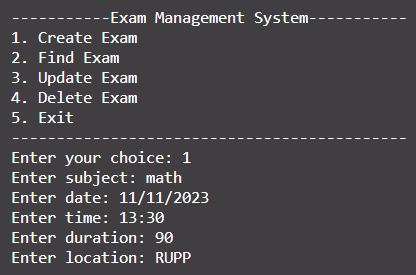 -----------Exam Management System-----------
1. Create Exam
2. Find Exam
3. Update Exam
4. Delete Exam
5. Exit
--------------------------------------------
Enter your choice: 1
Enter subject: math
Enter date: 11/11/2023
Enter time: 13:30
Enter duration: 90
Enter location: RUPP